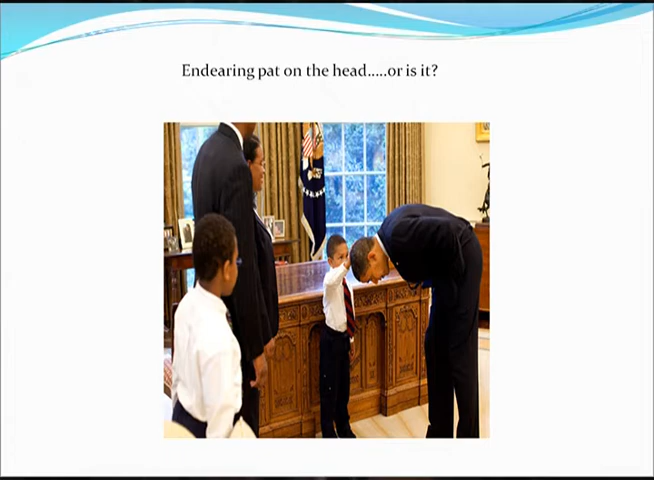 Endearing pat on the head.....or is it?